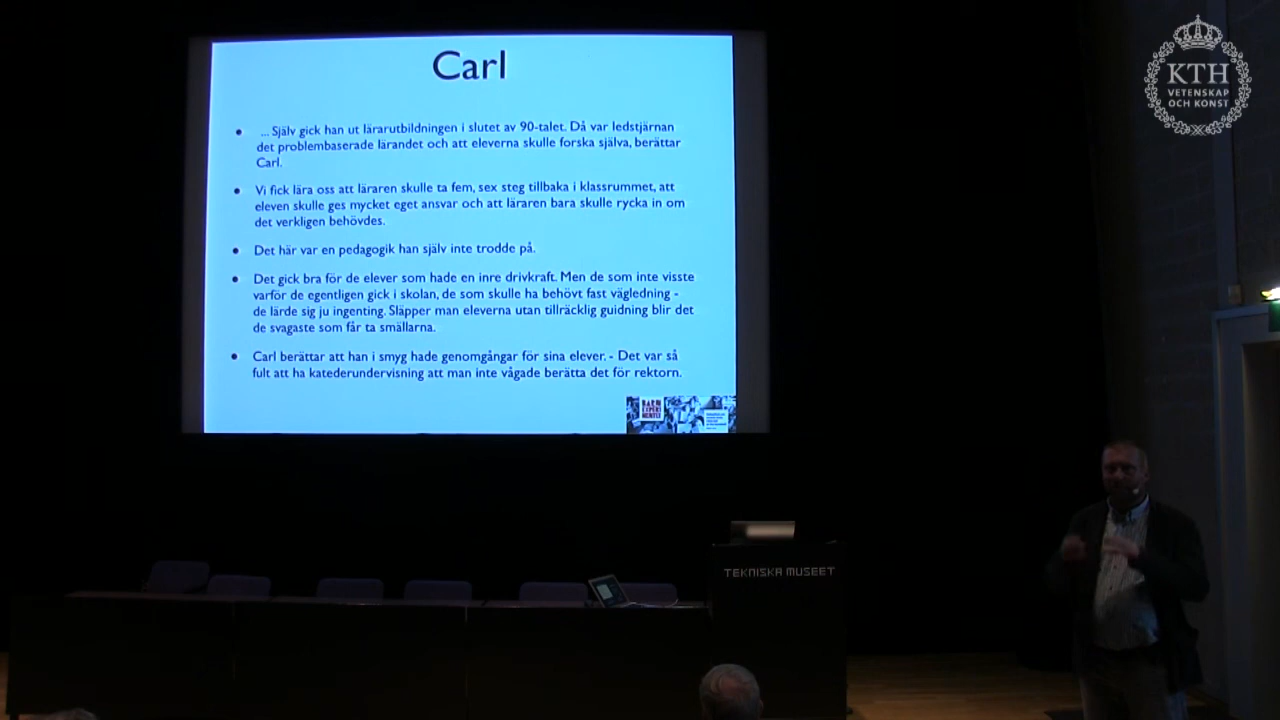 Carl
KTH
VETENSKAP
OCH KONST
• ... Själv gick han ut lärarutbildningen i slutet av 90-talet. Då var ledstjärnan
det problembaserade lärandet och att eleverna skulle forska själva, berättar
Carl.
• Vi fick lära oss att läraren skulle ta fem, sex steg tillbaka i klassrummet, att
eleven skulle ges mycket eget ansvar och att läraren bara skulle rycka in om
det verkligen behövdes.
• Det här var en pedagogik han själv inte trodde på.
• Det gick bra för de elever som hade en inre drivkraft. Men de som inte visste
varför de egentligen gick i skolan, de som skulle ha behövt fast vägledning -
de lärde sig ju ingenting. Släpper man eleverna utan tillräcklig guidning blir det
de svagaste som får ta smällarna.
• Carl berättar att han i smyg hade genomgångar för sina elever. - Det var så
fult att ha katederundervisning att man inte vågade berätta det för rektorn.
TEKNISKA MUSEET